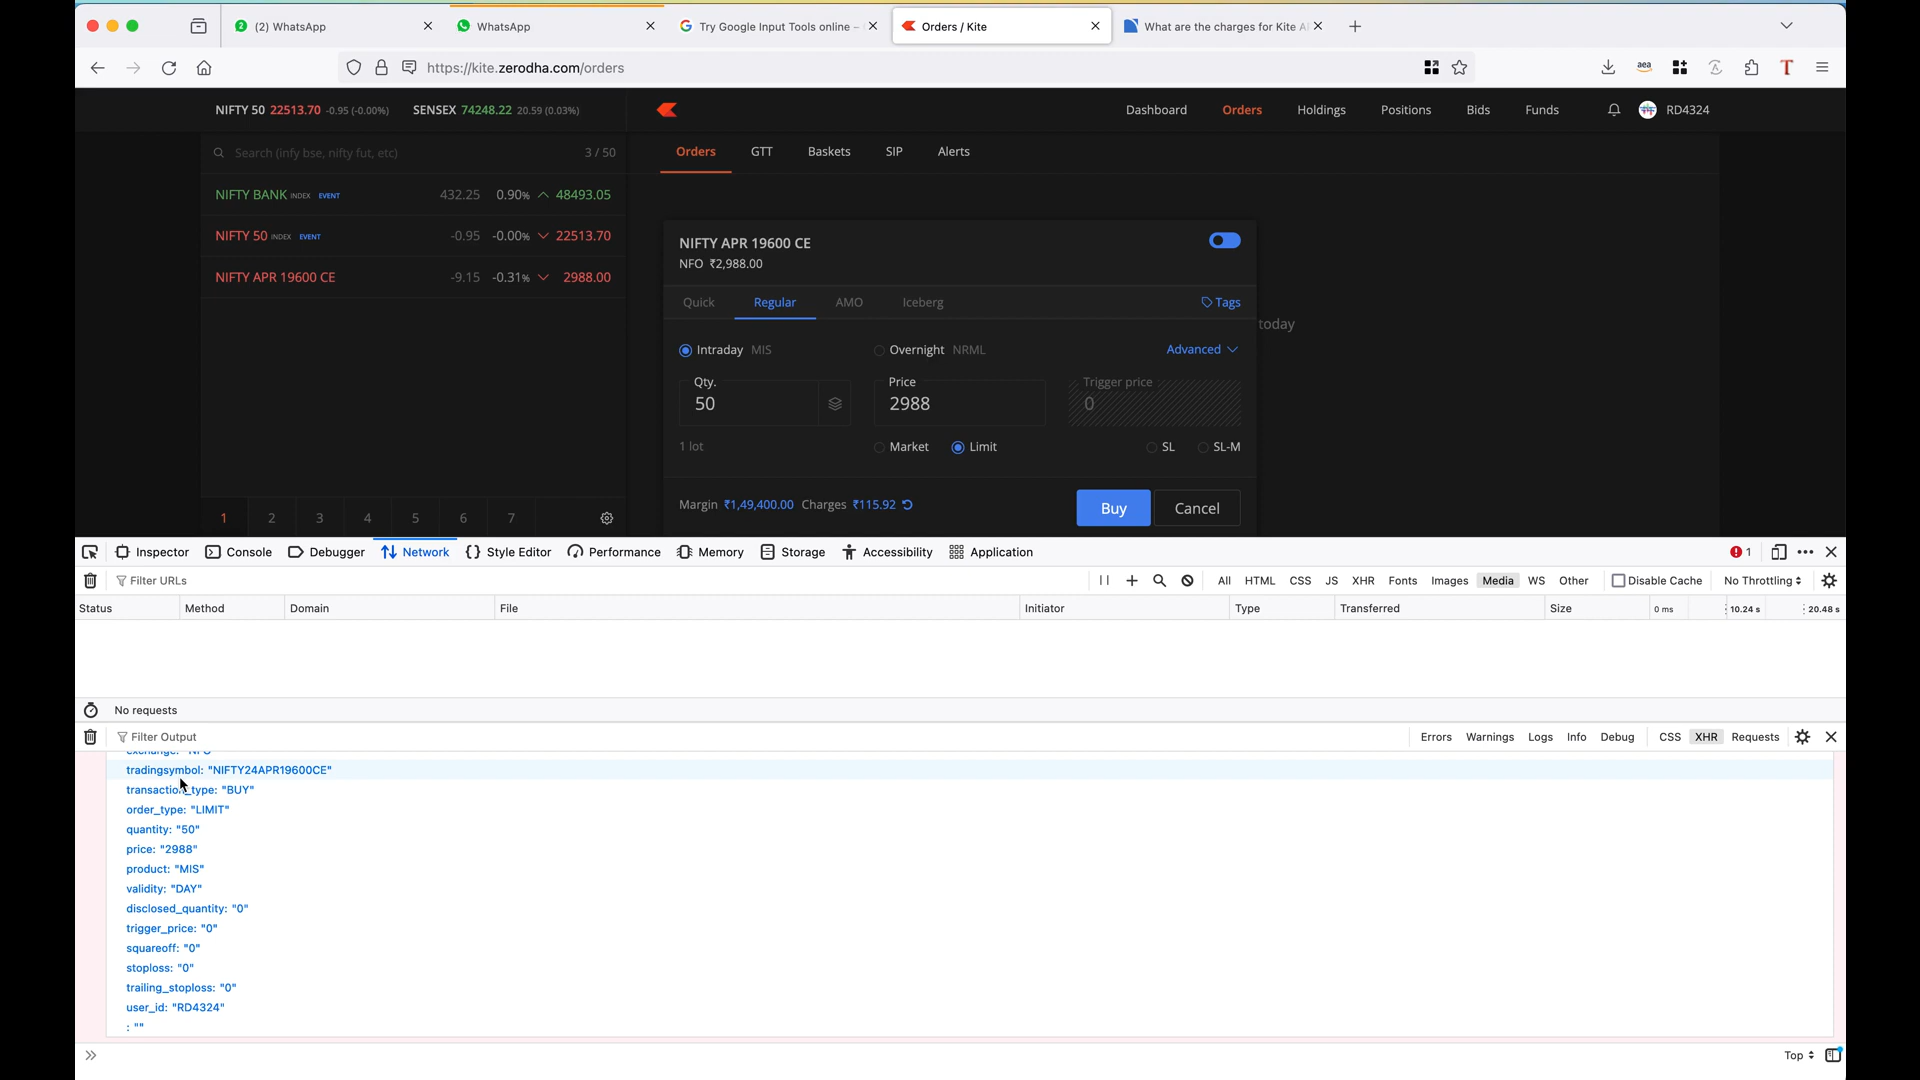 (2) WhatsApp
WhatsApp
Try Google Input Tools online –
Orders / Kite
What are the charges for Kite A
https://kite.zerodha.com/orders
aea
T
NIFTY 50 22513.70 -0.95 (-0.00%)
SENSEX 74248.22 20.59 (0.03%)
Dashboard
Orders
Holdings
Positions
Bids
Funds
RD4324
Search (infy bse, nifty fut, etc)
3 / 50
Orders
GTT
Baskets
SIP
Alerts
NIFTY BANK INDEX EVENT 432.25 0.90% 48493.05
NIFTY 50 INDEX EVENT -0.95 -0.00% 22513.70
NIFTY APR 19600 CE -9.15 -0.31% 2988.00
NIFTY APR 19600 CE
NFO ₹2,988.00
Quick
Regular
AMO
Iceberg
Tags
today
Intraday MIS
Overnight NRML
Advanced
Qty.
50
Price
2988
Trigger price
0
1 lot
Market
Limit
SL
SL-M
Margin ₹1,49,400.00 Charges ₹115.92
Buy
Cancel
1 2 3 4 5 6 7
Inspector
Console
Debugger
Network
Style Editor
Performance
Memory
Storage
Accessibility
Application
1
Filter URLs
All
HTML
CSS
JS
XHR
Fonts
Images
Media
WS
Other
Disable Cache
No Throttling
Status
Method
Domain
File
Initiator
Type
Transferred
Size
0 ms
10.24 s
20.48 s
No requests
Filter Output
Errors
Warnings
Logs
Info
Debug
CSS
XHR
Requests
exchange: "NFO"
tradingsymbol: "NIFTY24APR19600CE"
transaction_type: "BUY"
order_type: "LIMIT"
quantity: "50"
price: "2988"
product: "MIS"
validity: "DAY"
disclosed_quantity: "0"
trigger_price: "0"
squareoff: "0"
stoploss: "0"
trailing_stoploss: "0"
user_id: "RD4324"
: ""
Top